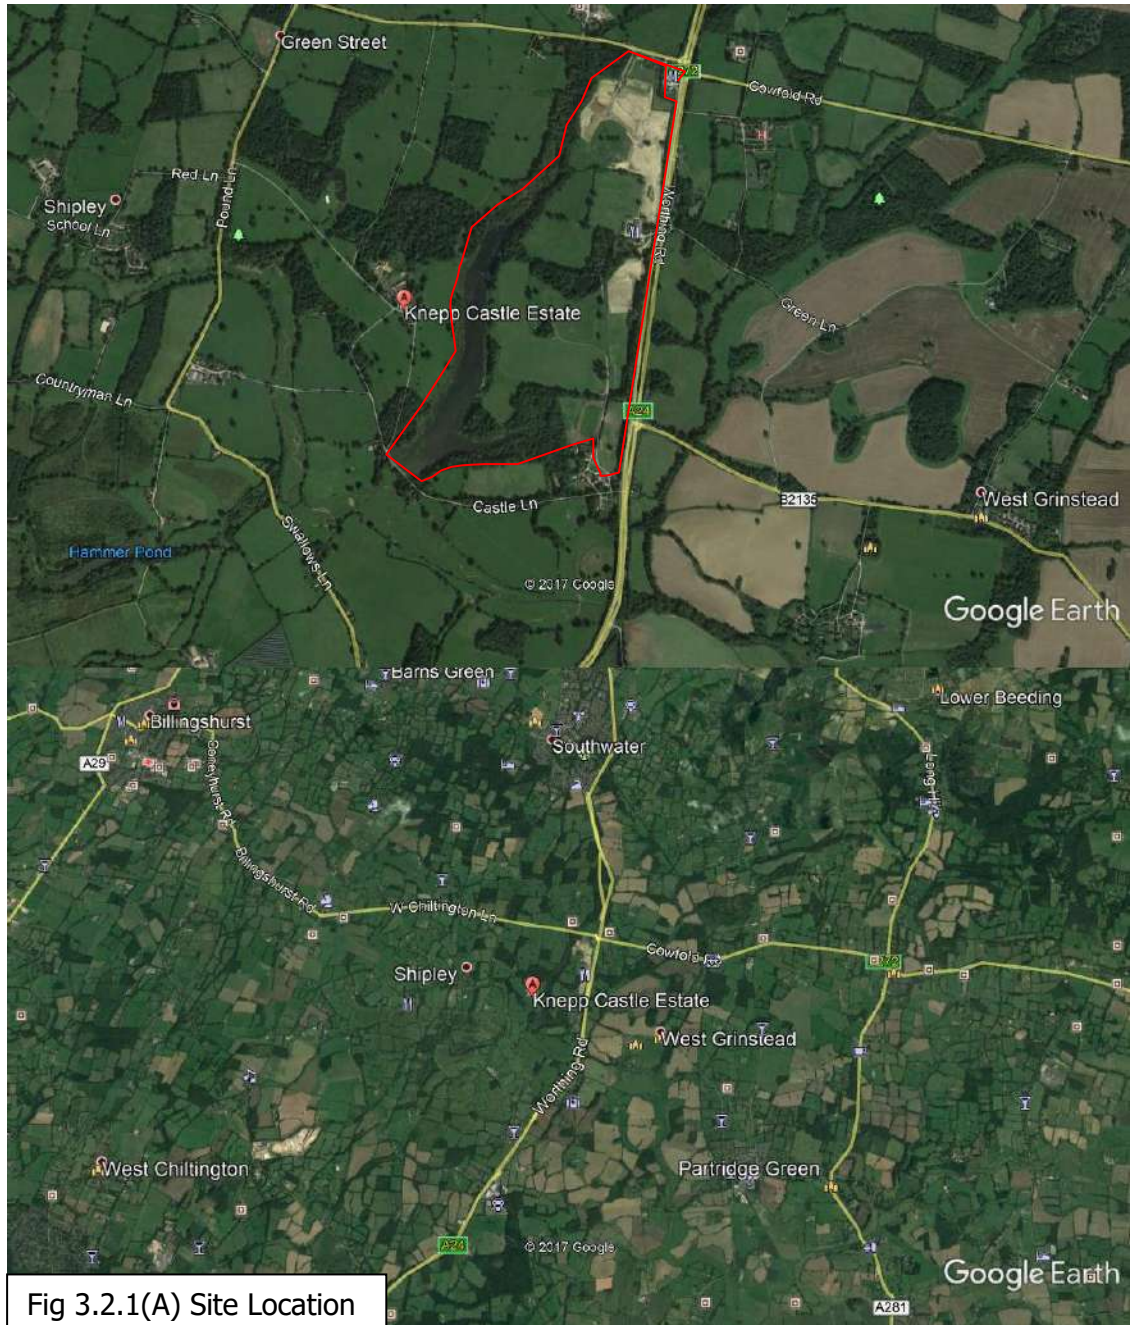 Green Street
272
Cowfold Rd
H
Red Ln
Pound Ln
Shipley
School Ln
Worthing Rd
A
Knepp Castle Estate
Green Ln
Countryman Ln
A24
B2135
West Grinstead
Castle Ln
Swallows Ln
Hammer Pond
© 2017 Google
Google Earth
Barns Green
Lower Beeding
Billingshurst
Southwater
A29
Coneyhurst Rd
Long Hill
Billingshurst Rd
W Chiltington Ln
Cowfold Rd
Shipley
A
Knepp Castle Estate
West Grinstead
Worthing Rd
West Chiltington
Partridge Green
A24
© 2017 Google
Google Earth
A281
Fig 3.2.1(A) Site Location